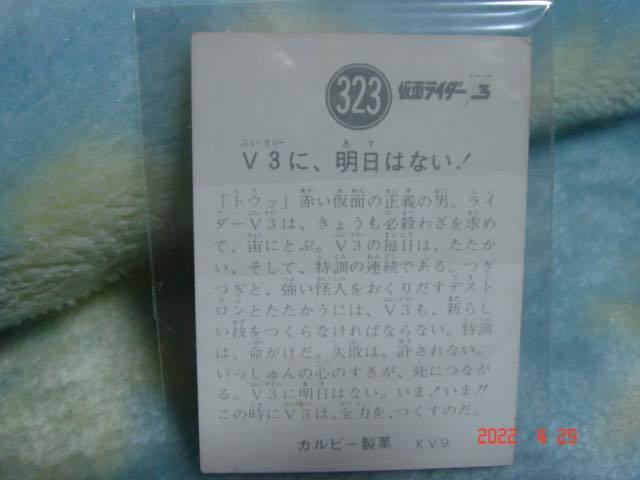 323 仮面ライダーV3
V3に、明日はない!
「トウッ」赤い仮面の正義の男。ライ
ダーV3は、きょうも必殺わざを求め
て、宙にとぶ。V3の毎日は、たたか
い、そして、特訓の連続である。つぎ
つぎと、強い怪人をおくりだすデスト
ロンとたたかうには、V3も、新らし
い技をつくらなければならない。特訓
は、命がけだ。失敗は、許されない。
いっしゅんの心のすきが、死につなが
る。V3に明日はない。いま!いま!!
この時にV3は、全力を、つくすのだ。
カルビー製菓 KV9
2022 4 29